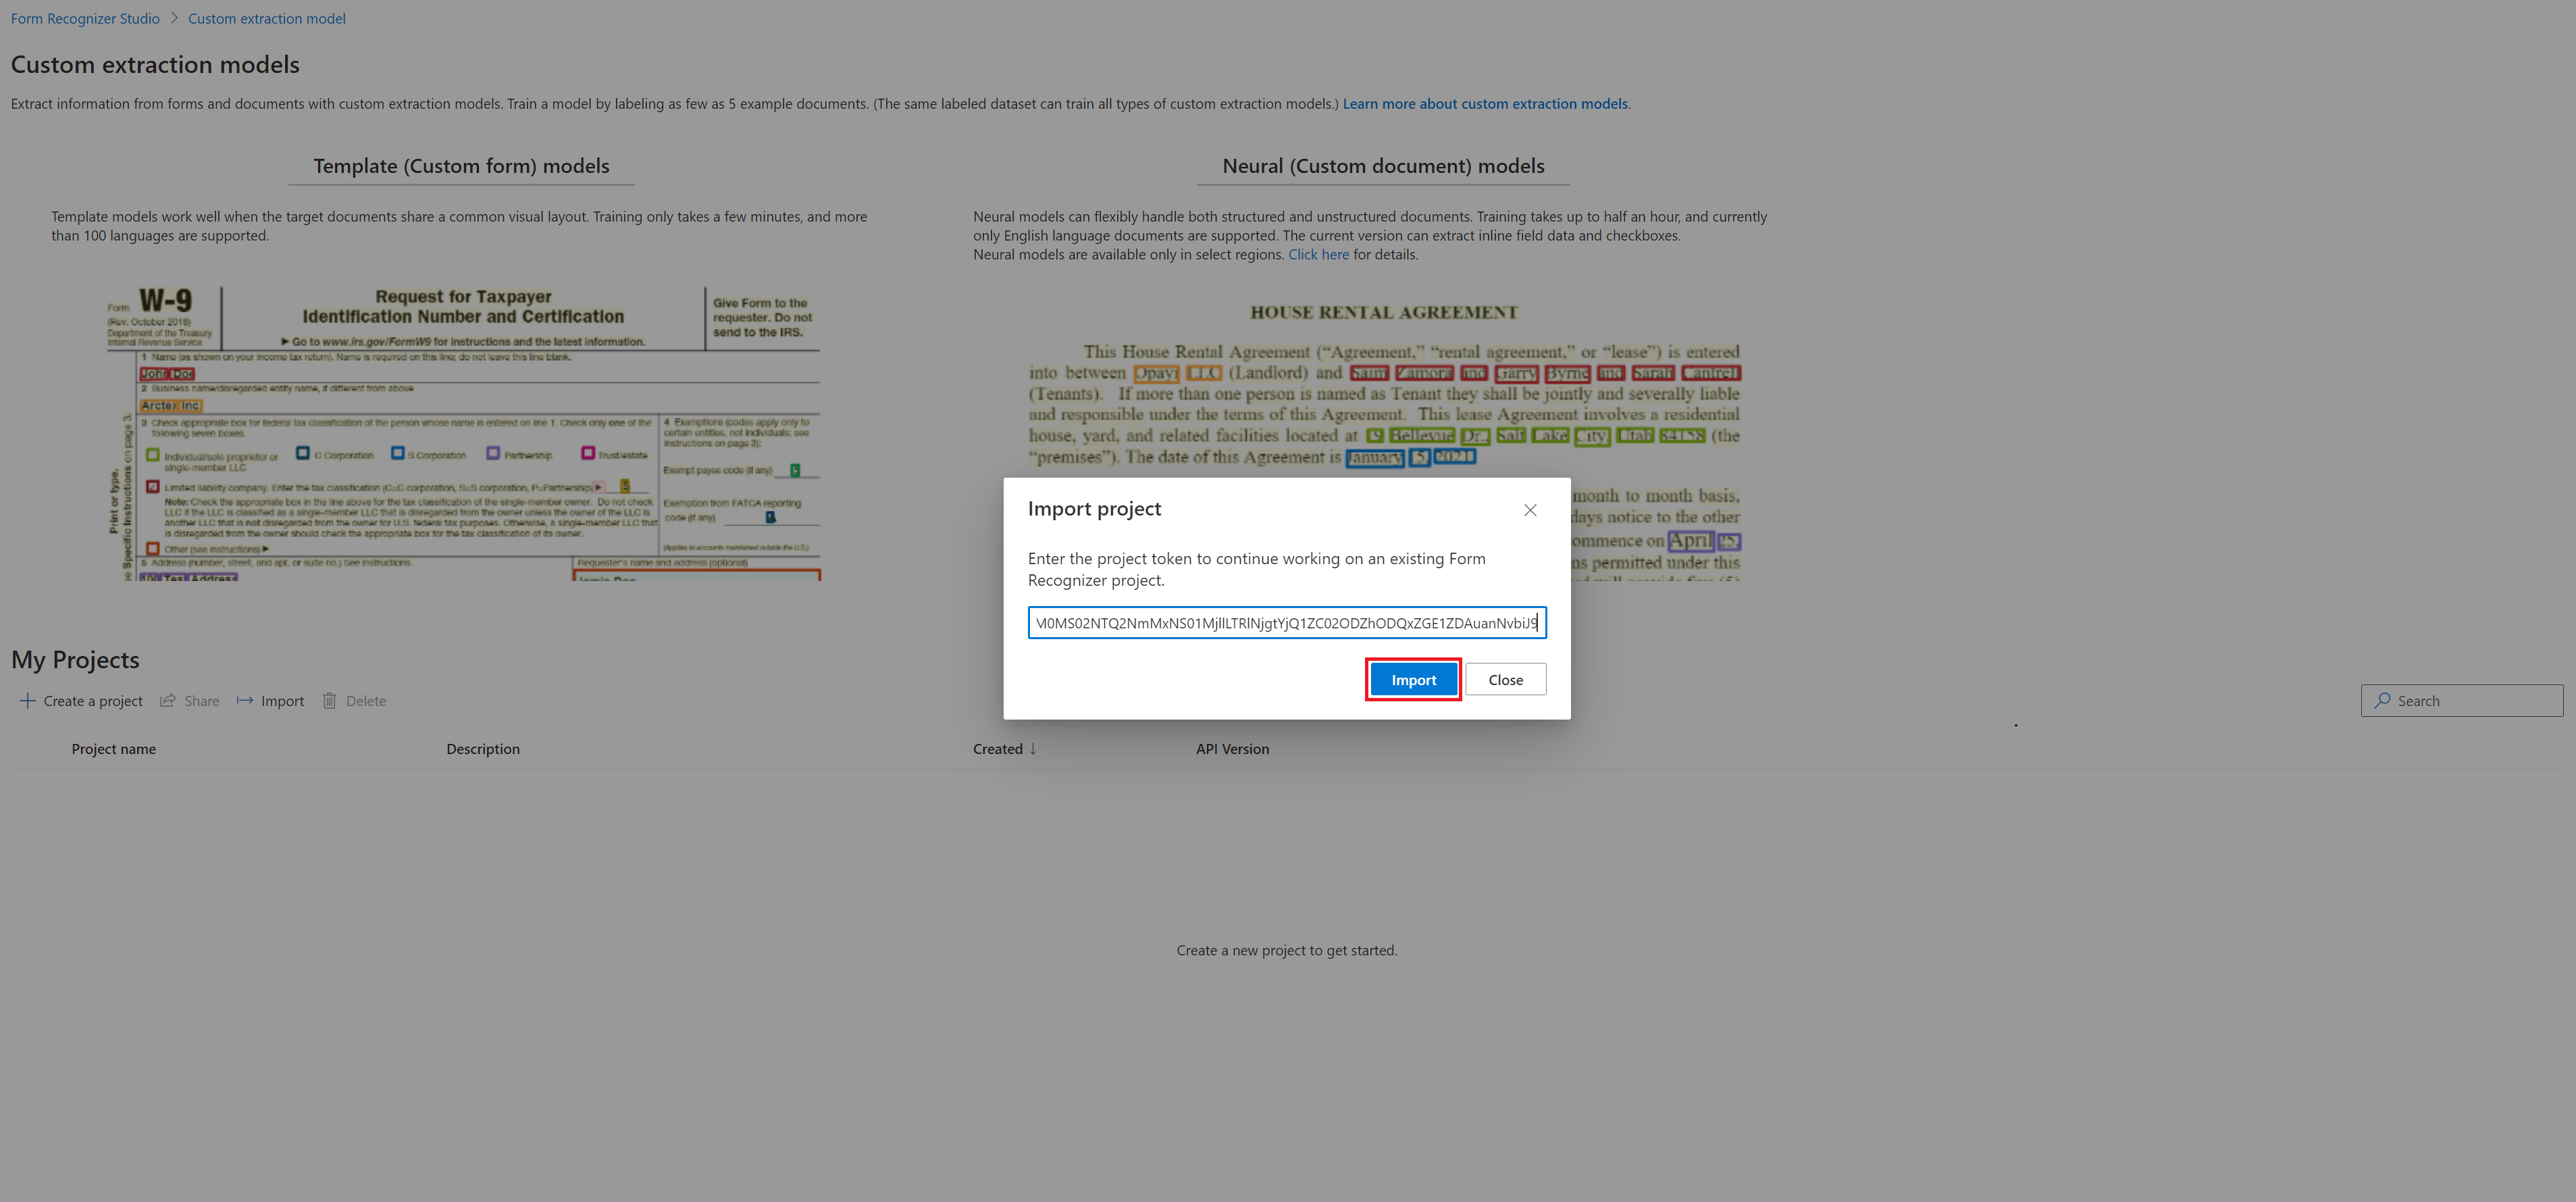 Form Recognizer Studio > Custom extraction model
Custom extraction models
Extract information from forms and documents with custom extraction models. Train a model by labeling as few as 5 example documents. (The same labeled dataset can train all types of custom extraction models.) Learn more about custom extraction models.
Template (Custom form) models
Template models work well when the target documents share a common visual layout. Training only takes a few minutes, and more
than 100 languages are supported.
Form W-9
(Rev. October 2018)
Department of the Treasury
Internal Revenue Service
Request for Taxpayer
Identification Number and Certification
► Go to www.irs.gov/FormW9 for instructions and the latest information.
Give Form to the
requester. Do not
send to the IRS.
1 Name (as shown on your income tax return). Name is required on this line; do not leave this line blank.
John Dos
2 Business name/disregarded entity name, if different from above
Arctex Inc
3 Check appropriate box for federal tax classification of the person whose name is entered on line 1. Check only one of the
following seven boxes.
Individual/sole proprietor or
single-member LLC
C Corporation
S Corporation
Partnership
Trust/estate
Limited liability company. Enter the tax classification (C=C corporation, S=S corporation, P=Partnership) ► S
Note: Check the appropriate box in the line above for the tax classification of the single-member owner. Do not check
LLC if the LLC is classified as a single-member LLC that is disregarded from the owner unless the owner of the LLC is
another LLC that is not disregarded from the owner for U.S. federal tax purposes. Otherwise, a single-member LLC that
is disregarded from the owner should check the appropriate box for the tax classification of its owner.
Other (see instructions) ►
4 Exemptions (codes apply only to
certain entities, not individuals; see
instructions on page 3):
Exempt payee code (if any)
Exemption from FATCA reporting
code (if any)
(Applies to accounts maintained outside the U.S.)
5 Address (number, street, and apt. or suite no.) See instructions.
Requester's name and address (optional)
100 Test Address
Jamie Doe
Print or type.
Specific Instructions on page 3.
Neural (Custom document) models
Neural models can flexibly handle both structured and unstructured documents. Training takes up to half an hour, and currently
only English language documents are supported. The current version can extract inline field data and checkboxes.
Neural models are available only in select regions. Click here for details.
HOUSE RENTAL AGREEMENT
This House Rental Agreement (“Agreement,” “rental agreement,” or “lease”) is entered
into between Opayi LLC (Landlord) and Saim Zamora and Garry Byrne and Sarah Cantrell
(Tenants). If more than one person is named as Tenant they shall be jointly and severally liable
and responsible under the terms of this Agreement. This lease Agreement involves a residential
house, yard, and related facilities located at 19 Bellevue Dr., Salt Lake City, Utah 84158 (the
“premises”). The date of this Agreement is January 15, 2021
month to month basis,
days notice to the other
ommence on April 25,
ns permitted under this
Import project
Enter the project token to continue working on an existing Form
Recognizer project.
M0MS02NTQ2NmMxNS01MjllLTRlNjgtYjQ1ZC02ODZhODQxZGE1ZDAuanNvbiJ9
Import
Close
My Projects
Create a project
Share
Import
Delete
Search
Project name
Description
Created ↓
API Version
Create a new project to get started.